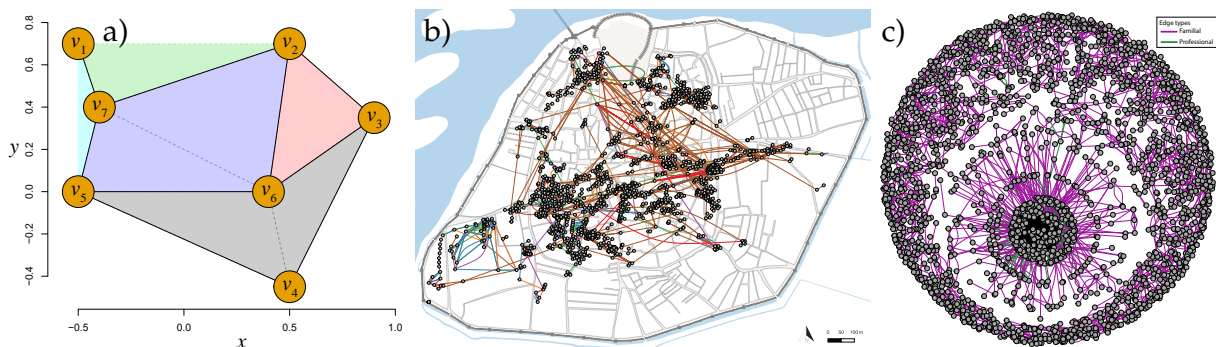 a)
0.8
0.6
0.4
0.2
0.0
−0.2
−0.4
y
v1
v2
v7
v3
v5
v6
v4
−0.5
0.0
0.5
1.0
x
b)
N
0 50 100 m
c)
Edge types
Familial
Professional